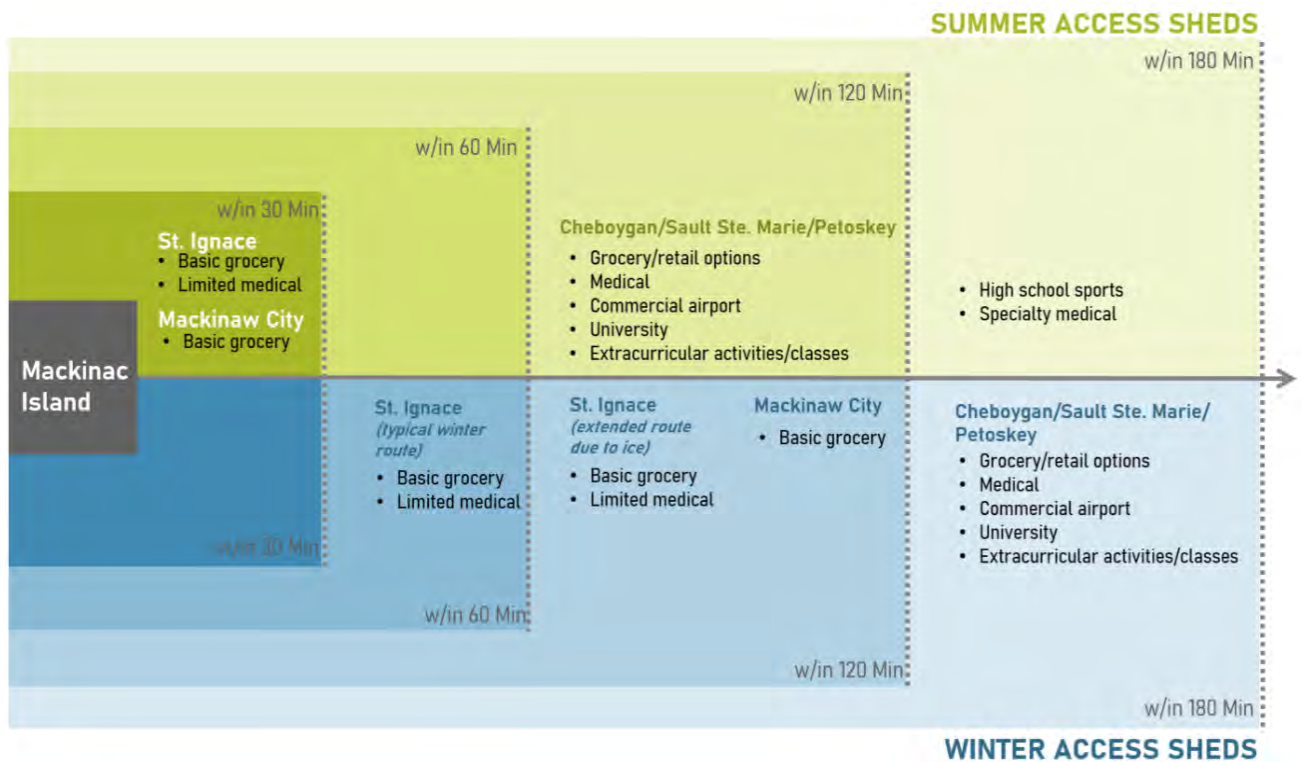 SUMMER ACCESS SHEDS
w/in 180 Min
w/in 120 Min
w/in 60 Min
w/in 30 Min
St. Ignace
• Basic grocery
• Limited medical
Mackinaw City
• Basic grocery
Cheboygan/Sault Ste. Marie/Petoskey
• Grocery/retail options
• Medical
• Commercial airport
• University
• Extracurricular activities/classes
• High school sports
• Specialty medical
Mackinac
Island
St. Ignace
(typical winter
route)
• Basic grocery
• Limited medical
St. Ignace
(extended route
due to ice)
• Basic grocery
• Limited medical
Mackinaw City
• Basic grocery
Cheboygan/Sault Ste. Marie/
Petoskey
• Grocery/retail options
• Medical
• Commercial airport
• University
• Extracurricular activities/classes
w/in 30 Min
w/in 60 Min
w/in 120 Min
w/in 180 Min
WINTER ACCESS SHEDS